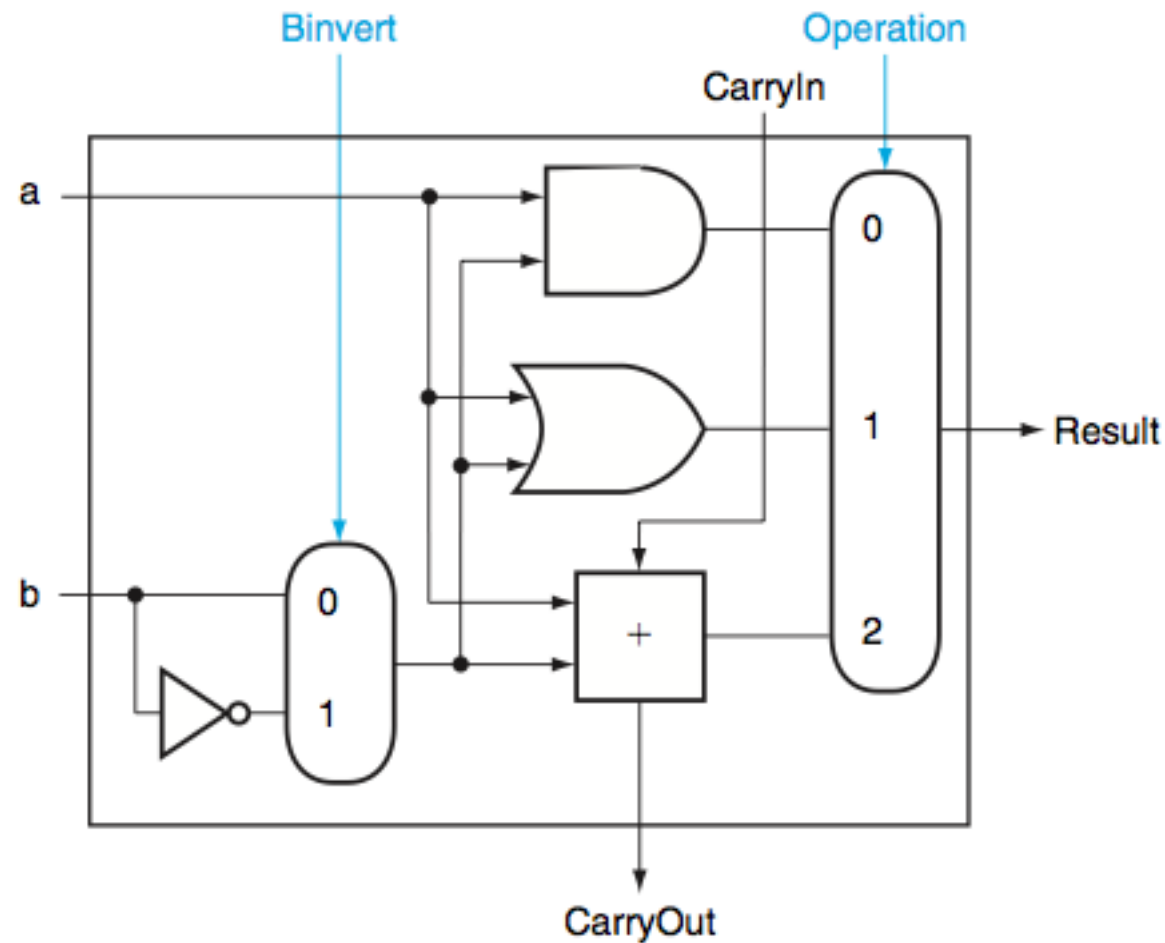 Binvert
Operation
CarryIn
a
0
1
Result
b
0
+
2
1
CarryOut